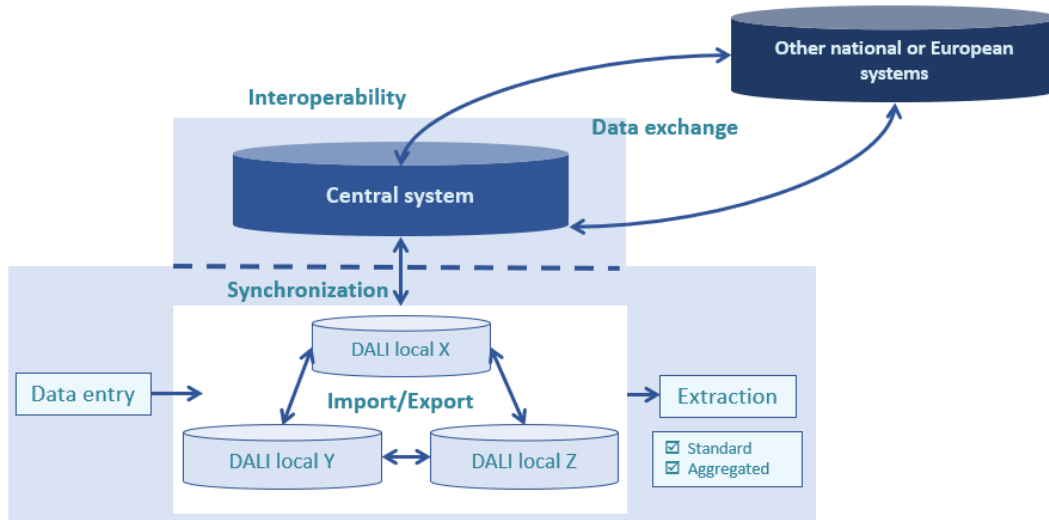 Other national or European
systems
Interoperability
Data exchange
Central system
Synchronization
DALI local X
Data entry
Import/Export
Extraction
DALI local Y
DALI local Z
☑ Standard
☑ Aggregated